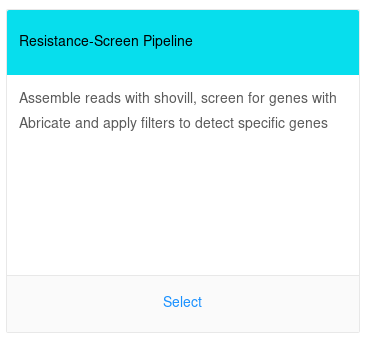 Resistance-Screen Pipeline
Assemble reads with shovill, screen for genes with
Abricate and apply filters to detect specific genes
Select